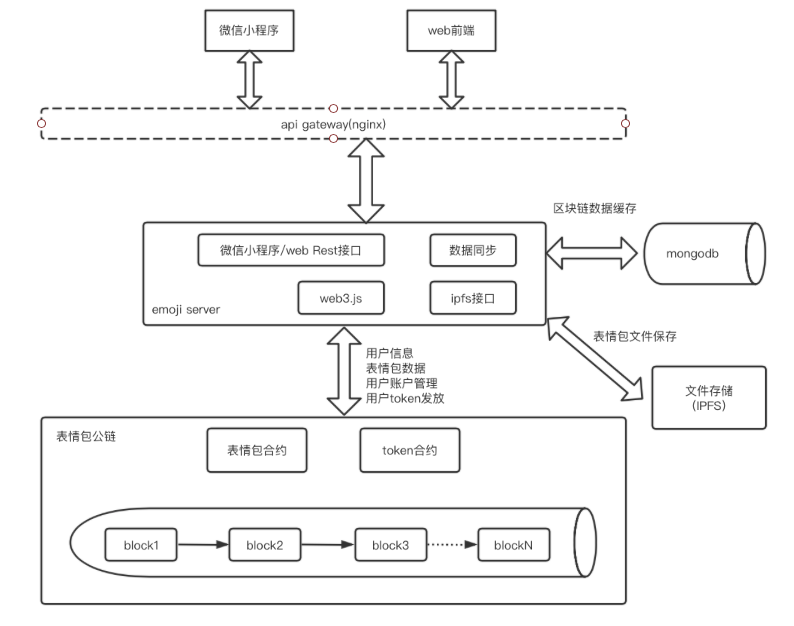 微信小程序
web前端
api gateway(nginx)
区块链数据缓存
微信小程序/web Rest接口
数据同步
mongodb
web3.js
ipfs接口
emoji server
表情包文件保存
用户信息
表情包数据
用户账户管理
用户token发放
文件存储
(IPFS)
表情包公链
表情包合约
token合约
block1
block2
block3
blockN